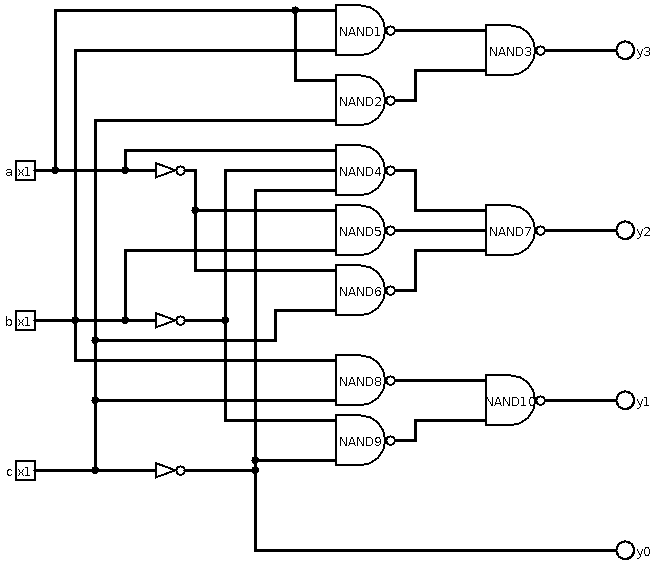 NAND1
NAND3
y3
NAND2
a x1
NAND4
NAND5
NAND7
y2
NAND6
b x1
NAND8
NAND10
y1
NAND9
c x1
y0